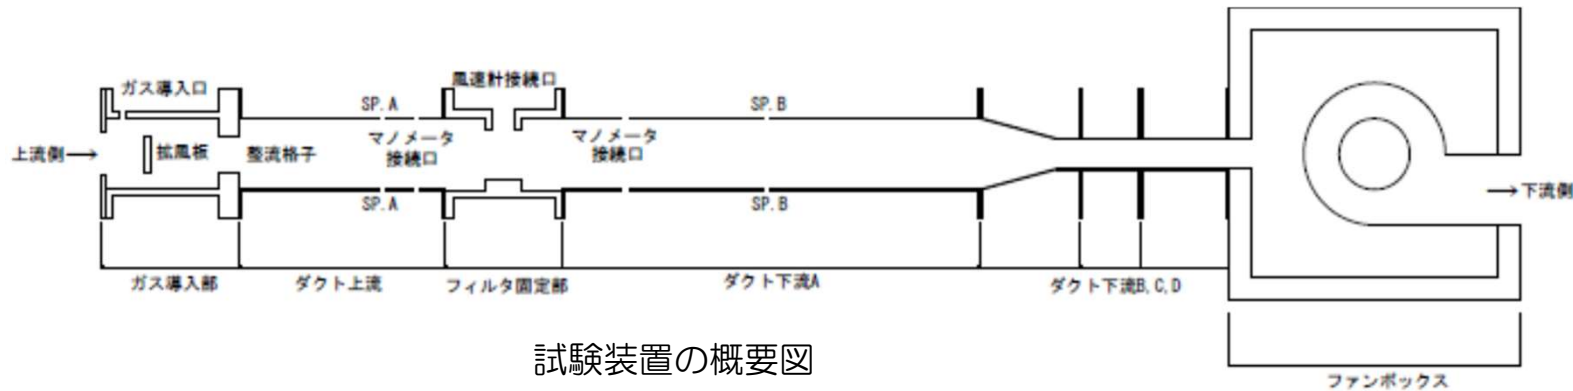 ガス導入口
風速計接続口
SP.A
SP.B
上流側→
拡風板
整流格子
マノメータ
接続口
マノメータ
接続口
→下流側
SP.A
SP.B
ガス導入部
ダクト上流
フィルタ固定部
ダクト下流A
ダクト下流B,C,D
試験装置の概要図
ファンボックス